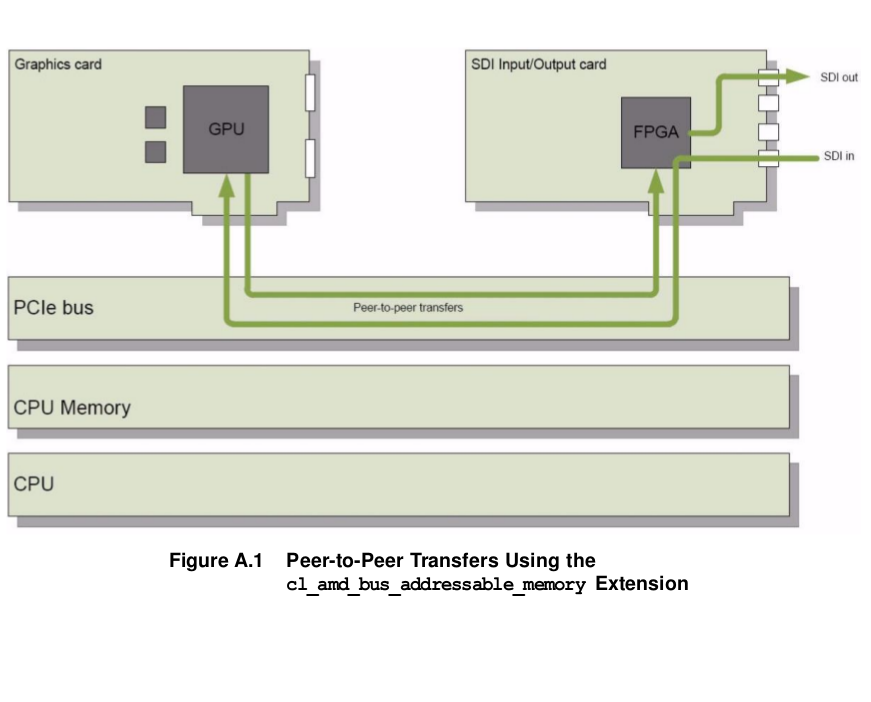 Graphics card
SDI Input/Output card
SDI out
GPU
FPGA
SDI in
PCIe bus
Peer-to-peer transfers
CPU Memory
CPU
Figure A.1 Peer-to-Peer Transfers Using the
cl_amd_bus_addressable_memory Extension